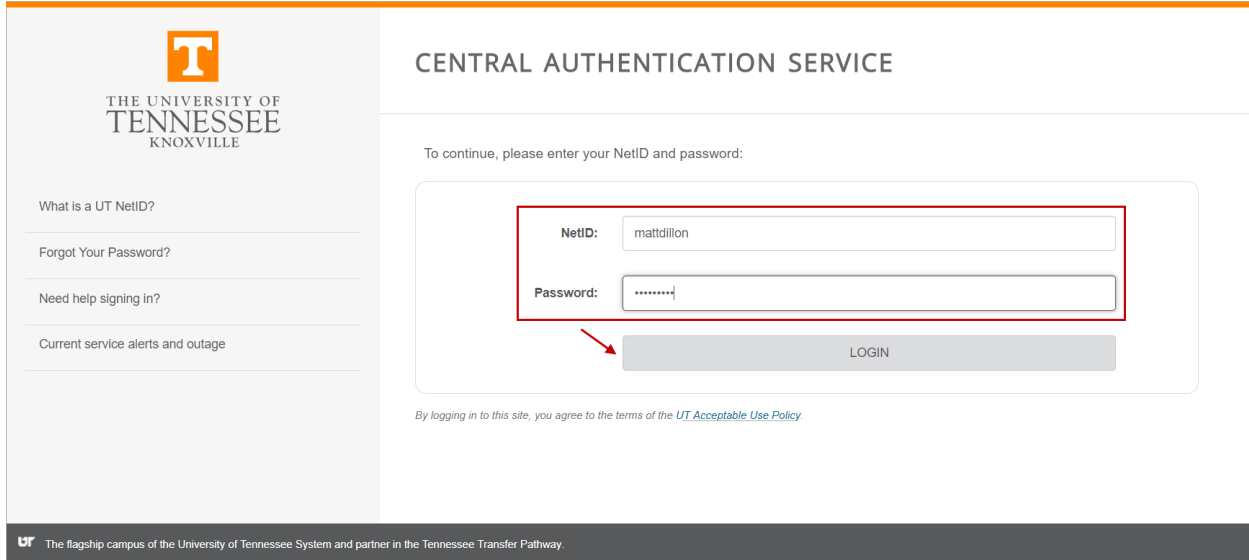 T
THE UNIVERSITY OF
TENNESSEE
KNOXVILLE
What is a UT NetID?
Forgot Your Password?
Need help signing in?
Current service alerts and outage
CENTRAL AUTHENTICATION SERVICE
To continue, please enter your NetID and password:
NetID: mattdillon
Password: •••••••••
LOGIN
By logging in to this site, you agree to the terms of the UT Acceptable Use Policy.
UT The flagship campus of the University of Tennessee System and partner in the Tennessee Transfer Pathway.